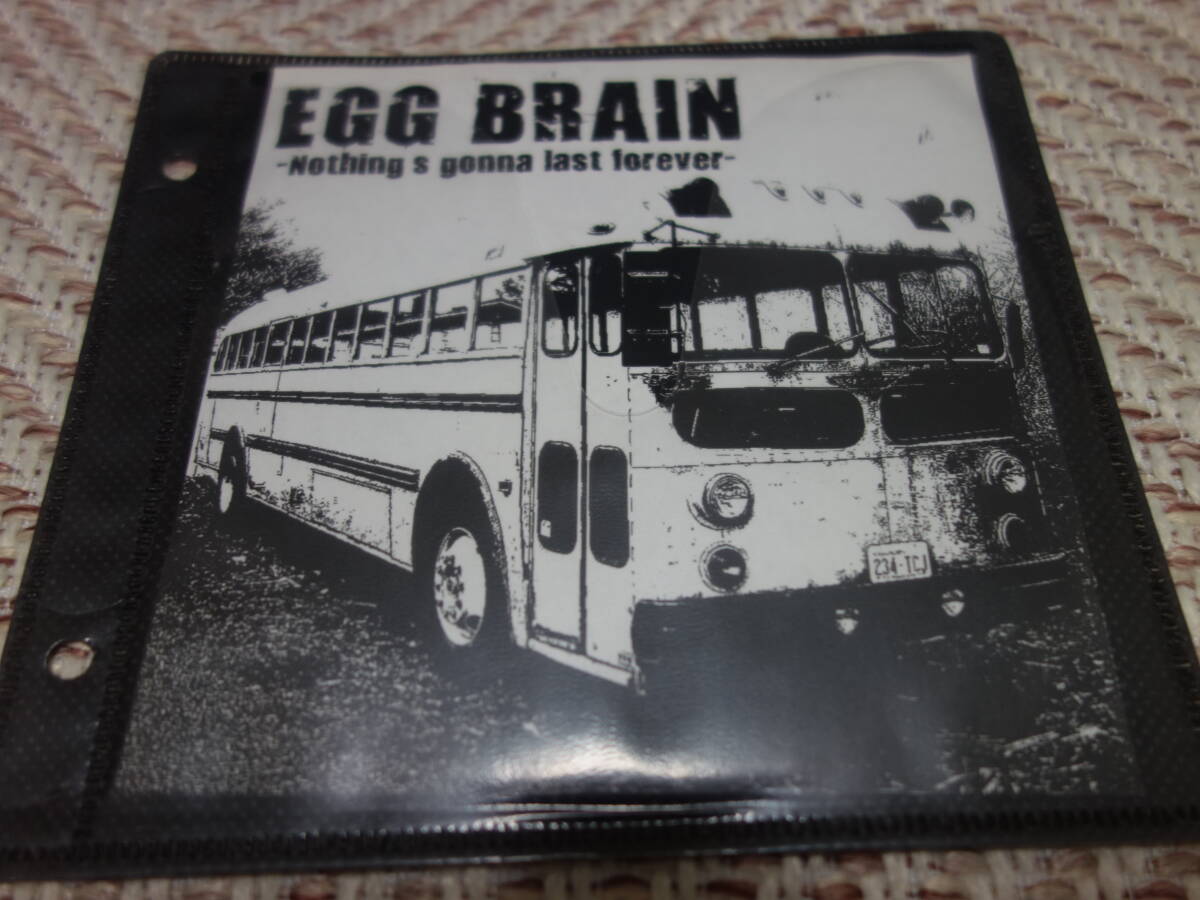 EGG BRAIN
-Nothing s gonna last forever-
234-TCJ